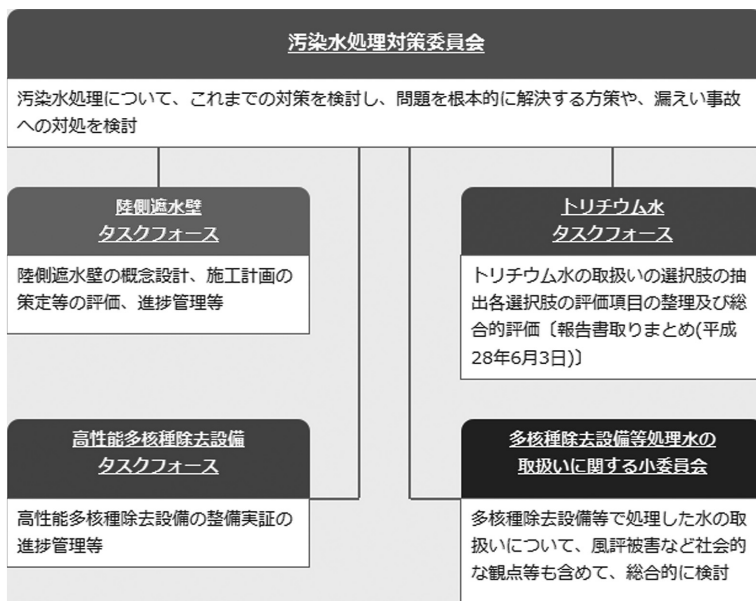 汚染水処理対策委員会
汚染水処理について、これまでの対策を検討し、問題を根本的に解決する方策や、漏えい事故
への対処を検討
陸側遮水壁
タスクフォース
陸側遮水壁の概念設計、施工計画の
策定等の評価、進捗管理等
トリチウム水
タスクフォース
トリチウム水の取扱いの選択肢の抽
出各選択肢の評価項目の整理及び総
合的評価〔報告書取りまとめ(平成
28年6月3日)〕
高性能多核種除去設備
タスクフォース
高性能多核種除去設備の整備実証の
進捗管理等
多核種除去設備等処理水の
取扱いに関する小委員会
多核種除去設備等で処理した水の取
扱いについて、風評被害など社会的
な観点等も含めて、総合的に検討